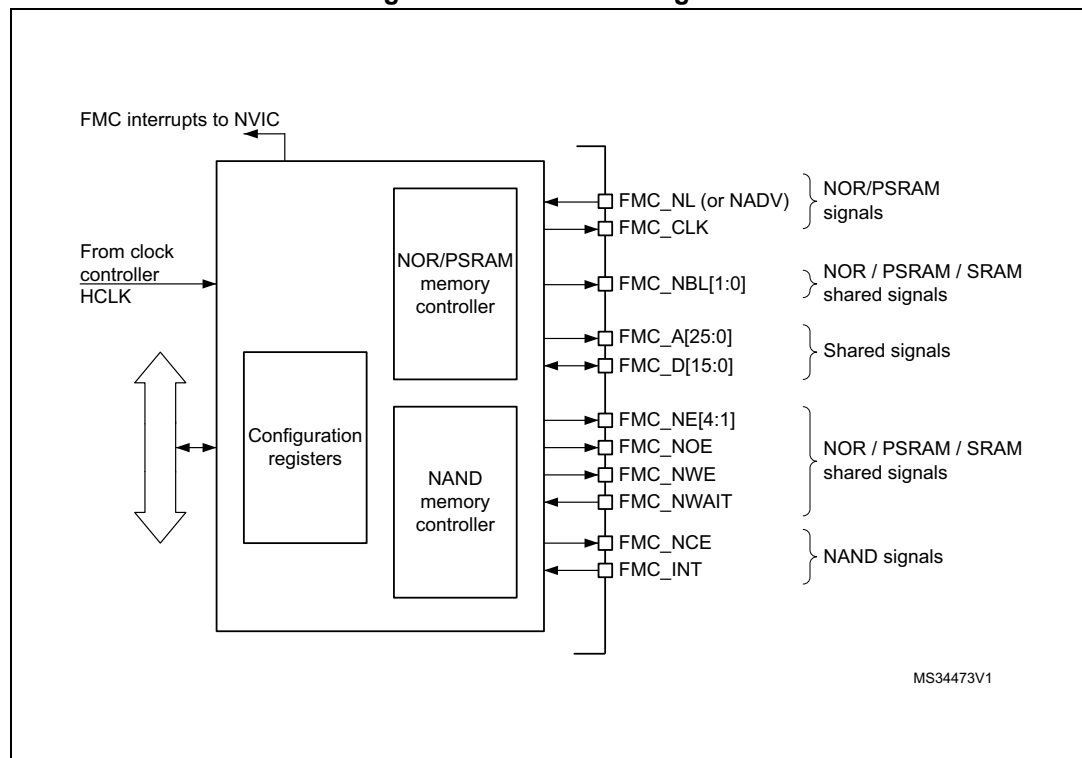 FMC interrupts to NVIC
From clock
controller
HCLK
Configuration
registers
NOR/PSRAM
memory
controller
NAND
memory
controller
FMC_NL (or NADV)
FMC_CLK
NOR/PSRAM
signals
FMC_NBL[1:0]
NOR / PSRAM / SRAM
shared signals
FMC_A[25:0]
FMC_D[15:0]
Shared signals
FMC_NE[4:1]
FMC_NOE
FMC_NWE
FMC_NWAIT
NOR / PSRAM / SRAM
shared signals
FMC_NCE
FMC_INT
NAND signals
MS34473V1